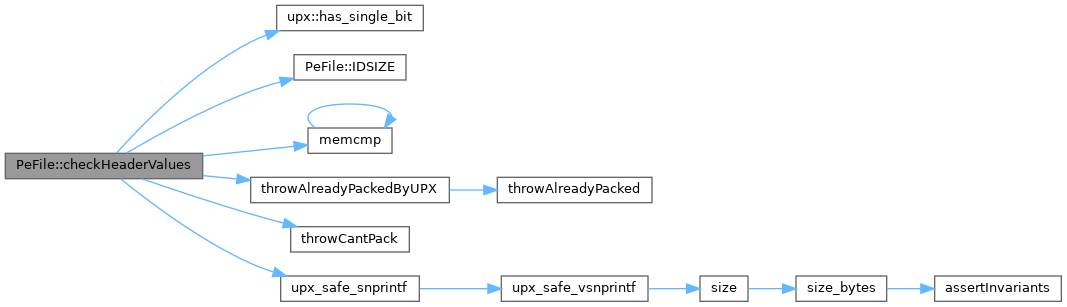 upx::has_single_bit
PeFile::IDSIZE
memcmp
PeFile::checkHeaderValues
throwAlreadyPackedByUPX
throwAlreadyPacked
throwCantPack
upx_safe_snprintf
upx_safe_vsnprintf
size
size_bytes
assertInvariants